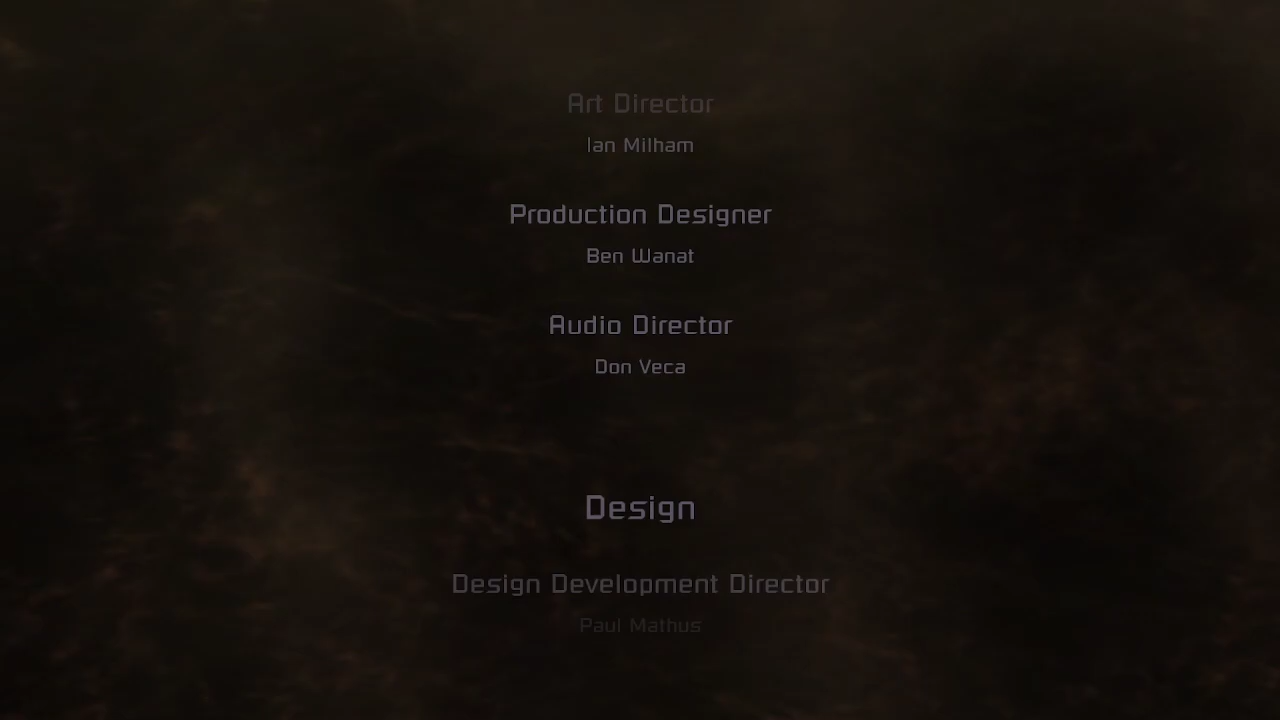 Art Director
Ian Milham
Production Designer
Ben Wanat
Audio Director
Don Veca
Design
Design Development Director
Paul Mathus